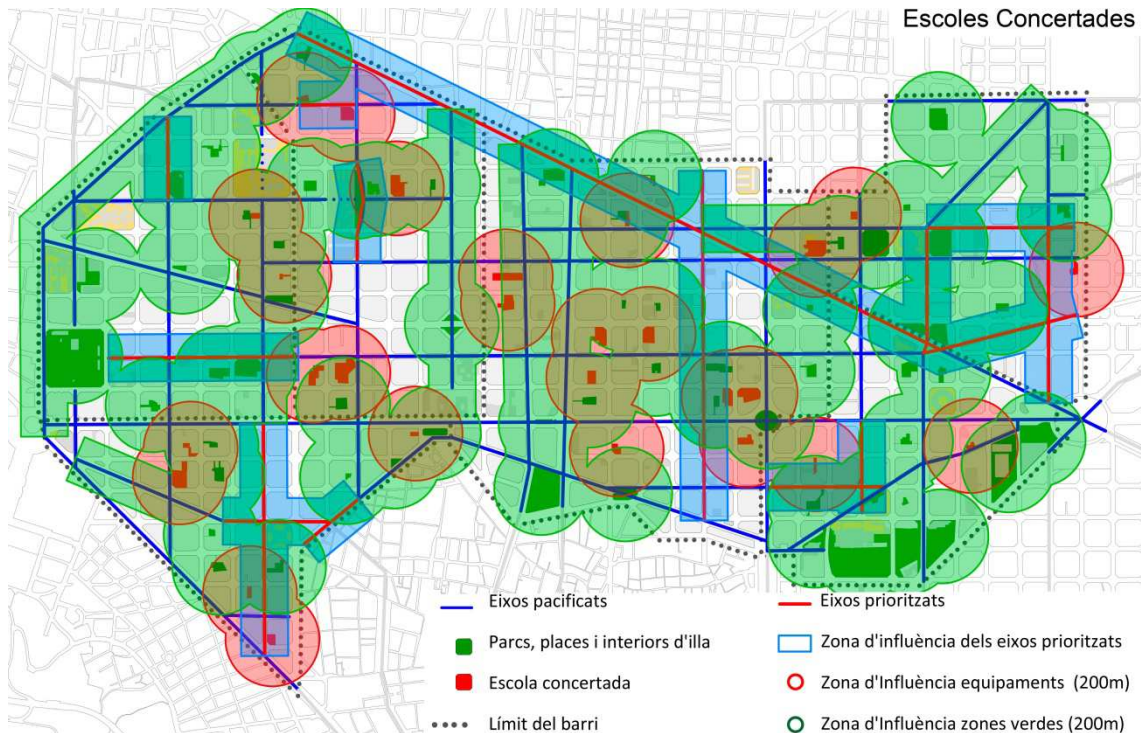 Escoles Concertades
Eixos pacificats
Eixos prioritzats
Parcs, places i interiors d'illa
Zona d'influència dels eixos prioritzats
Escola concertada
Zona d'Influència equipaments (200m)
Límit del barri
Zona d'Influència zones verdes (200m)